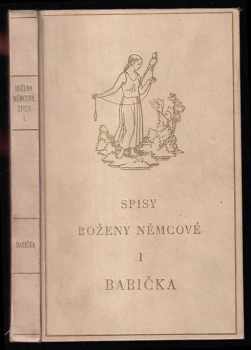 BOŽENY
NĚMCOVÉ
SPISY
I.
BABIČKA
SPISY
BOŽENY NĚMCOVÉ
I
BABIČKA